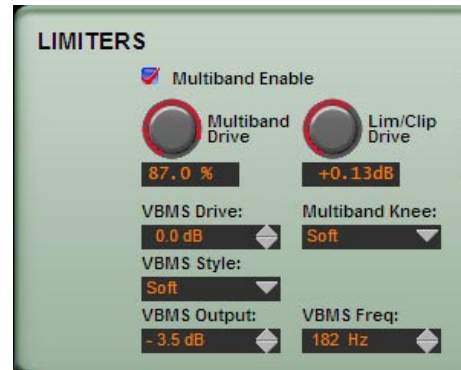 LIMITERS
Multiband Enable
Multiband Drive
Lim/Clip Drive
87.0 %
+0.13dB
VBMS Drive:
Multiband Knee:
0.0 dB
Soft
VBMS Style:
Soft
VBMS Output:
VBMS Freq:
- 3.5 dB
182 Hz